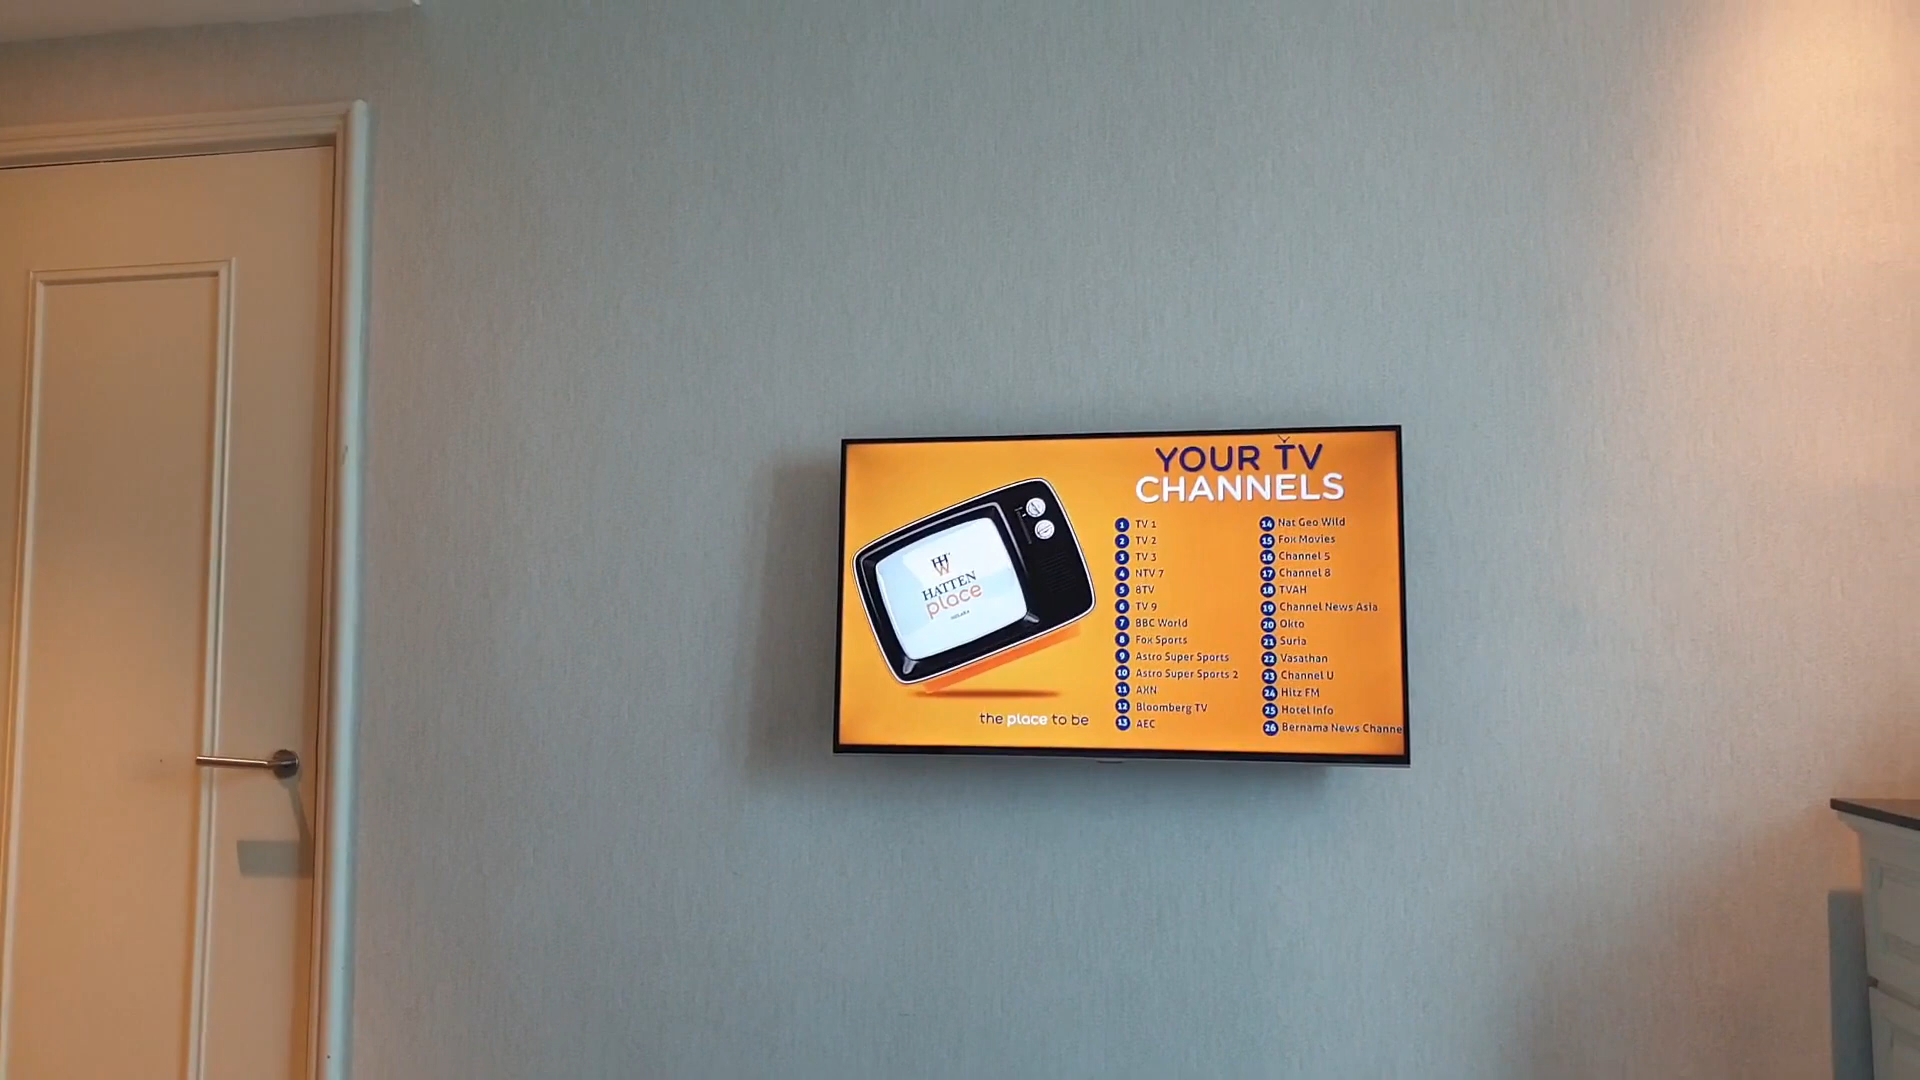 YOUR TV
CHANNELS
HATTEN
place
MELAKA
the place to be
1 TV 1
2 TV 2
3 TV 3
4 NTV 7
5 8TV
6 TV 9
7 BBC World
8 Fox Sports
9 Astro Super Sports
10 Astro Super Sports 2
11 AXN
12 Bloomberg TV
13 AEC
14 Nat Geo Wild
15 Fox Movies
16 Channel 5
17 Channel 8
18 TVAH
19 Channel News Asia
20 Okto
21 Suria
22 Vasathan
23 Channel U
24 Hitz FM
25 Hotel Info
26 Bernama News Channe